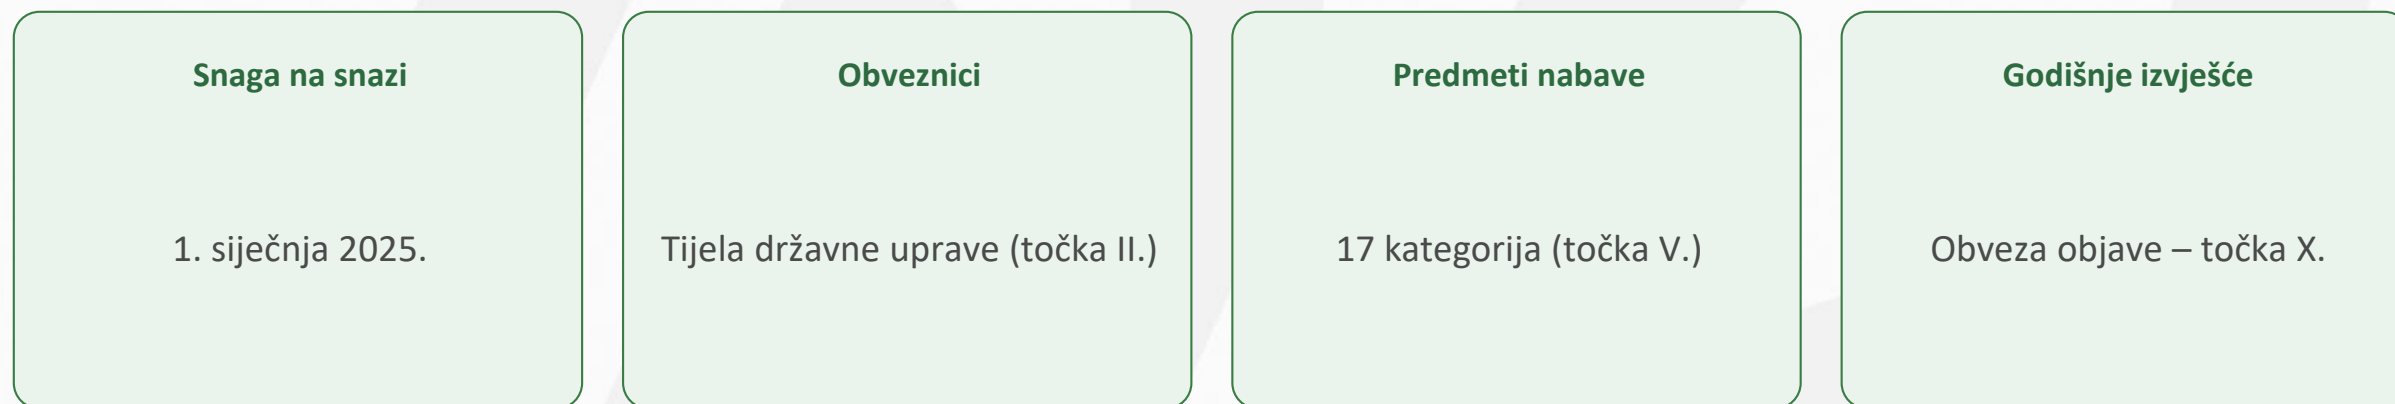 Snaga na snazi
1. siječnja 2025.
Obveznici
Tijela državne uprave (točka II.)
Predmeti nabave
17 kategorija (točka V.)
Godišnje izvješće
Obveza objave – točka X.